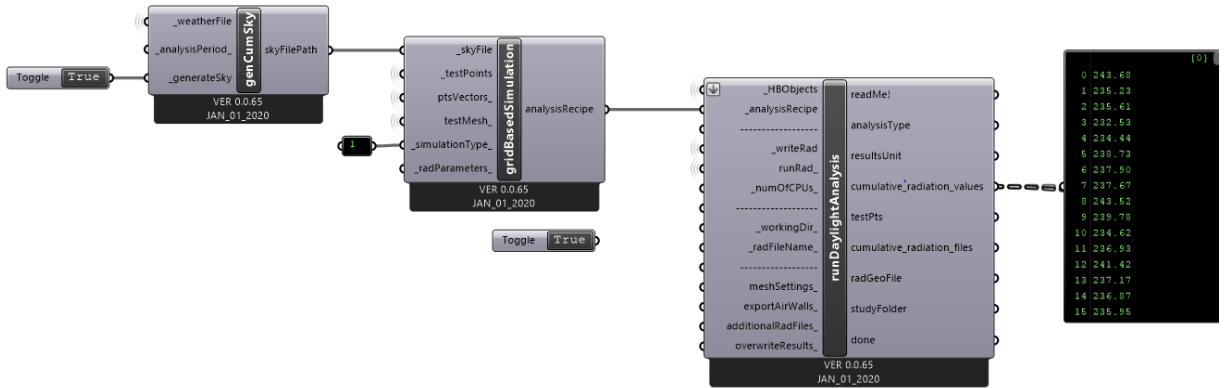 _weatherFile
_analysisPeriod_
_generateSky
genCumSky
skyFilePath
VER 0.0.65
JAN_01_2020
Toggle True
_skyFile
_testPoints
ptsVectors_
testMesh_
_simulationType_
_radParameters_
gridBasedSimulation
analysisRecipe
VER 0.0.65
JAN_01_2020
1
Toggle True
_HBObjects
_analysisRecipe
--------------------
_writeRad
runRad_
_numOfCPUs_
--------------------
_workingDir_
_radFileName_
--------------------
meshSettings_
exportAirWalls_
additionalRadFiles_
overwriteResults_
runDaylightAnalysis
readMe!
analysisType
resultsUnit
cumulative_radiation_values
testPts
cumulative_radiation_files
radGeoFile
studyFolder
done
VER 0.0.65
JAN_01_2020
{0}
0 243.68
1 235.23
2 235.61
3 232.53
4 234.44
5 238.73
6 237.90
7 237.67
8 243.52
9 239.78
10 234.62
11 236.93
12 241.42
13 237.17
14 236.87
15 235.95